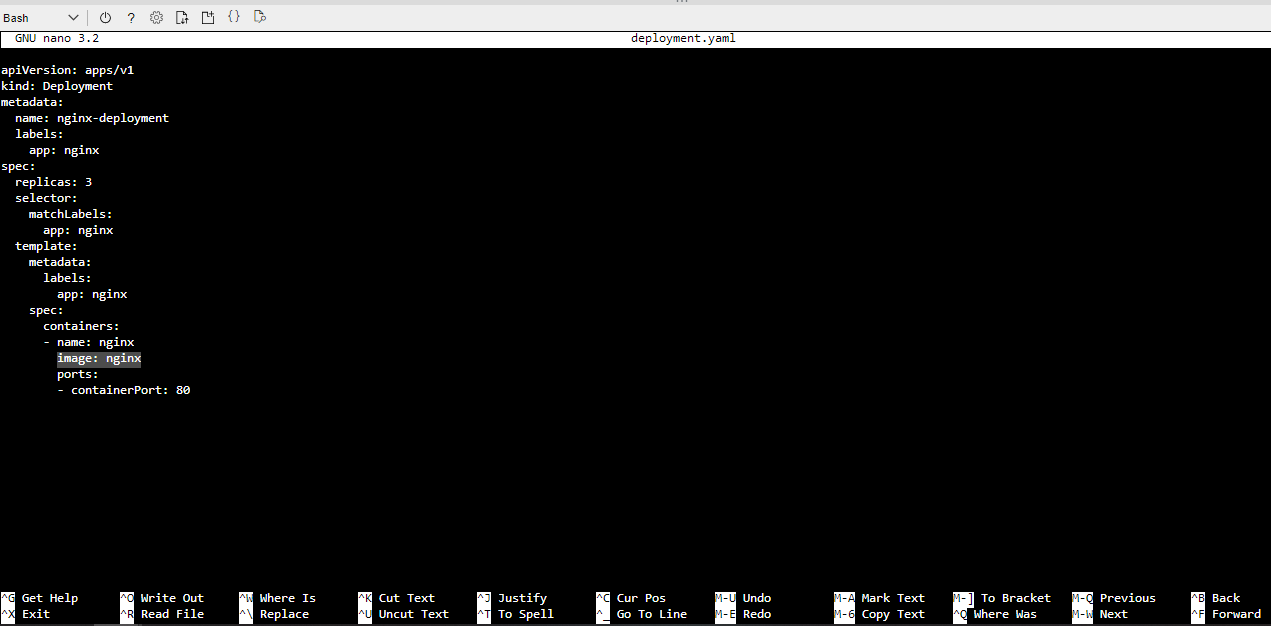 Bash ? {}
GNU nano 3.2 deployment.yaml
apiVersion: apps/v1
kind: Deployment
metadata:
  name: nginx-deployment
  labels:
    app: nginx
spec:
  replicas: 3
  selector:
    matchLabels:
      app: nginx
  template:
    metadata:
      labels:
        app: nginx
    spec:
      containers:
      - name: nginx
        image: nginx
        ports:
        - containerPort: 80
^G Get Help ^O Write Out ^W Where Is ^K Cut Text ^J Justify ^C Cur Pos M-U Undo M-A Mark Text M-] To Bracket M-Q Previous ^B Back
^X Exit ^R Read File ^\ Replace ^U Uncut Text ^T To Spell ^_ Go To Line M-E Redo M-6 Copy Text ^Q Where Was M-W Next ^F Forward